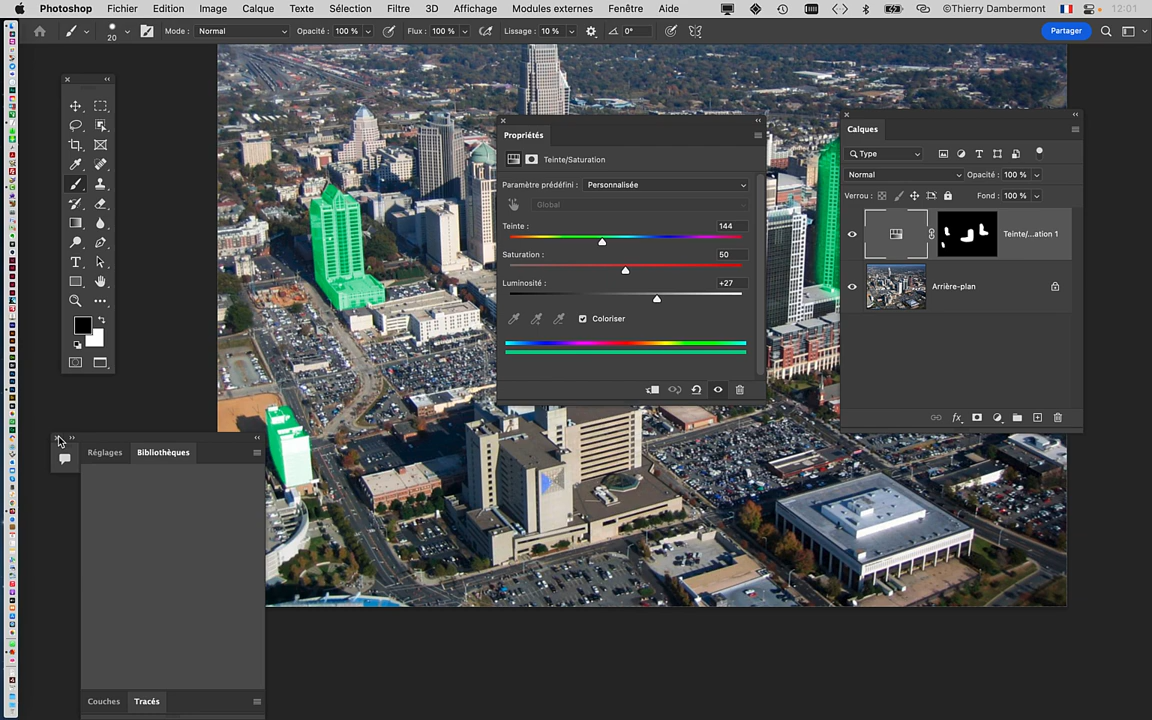 Photoshop Fichier Edition Image Calque Texte Sélection Filtre 3D Affichage Modules externes Fenêtre Aide ©Thierry Dambermont 12:01
20 Mode : Normal Opacité : 100 % Flux : 100 % Lissage : 10 % 0° Partager
Propriétés
Teinte/Saturation
Paramètre prédéfini : Personnalisée
Global
Teinte : 144
Saturation : 50
Luminosité : +27
Coloriser
Calques
Type
Normal Opacité : 100 %
Verrou : Fond : 100 %
Teinte/...ation 1
Arrière-plan
Réglages Bibliothèques
Couches Tracés